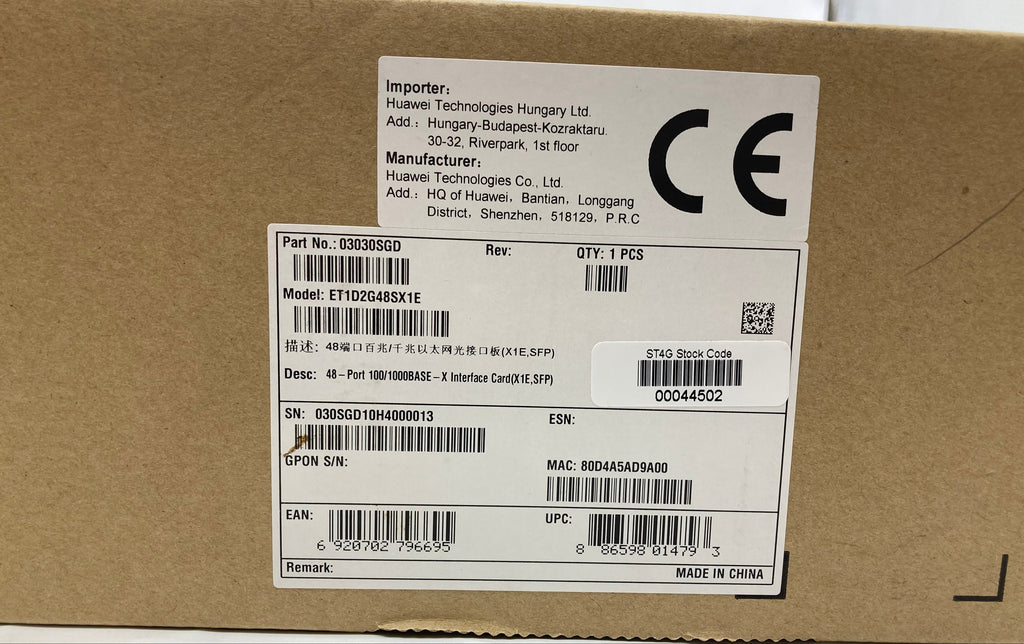 Importer:
Huawei Technologies Hungary Ltd.
Add.: Hungary-Budapest-Kozraktaru.
30-32, Riverpark, 1st floor
Manufacturer:
Huawei Technologies Co., Ltd.
Add.: HQ of Huawei, Bantian, Longgang
District, Shenzhen, 518129, P.R.C
CE
Part No.: 03030SGD
Rev:
QTY: 1 PCS
Model: ET1D2G48SX1E
描述: 48端口百兆/千兆以太网光接口板(X1E,SFP)
Desc: 48-Port 100/1000BASE-X Interface Card(X1E,SFP)
ST4G Stock Code
00044502
SN: 030SGD10H4000013
ESN:
GPON S/N:
MAC: 80D4A5AD9A00
EAN:
6 920702 796695
UPC:
8 86598 01479 3
Remark:
MADE IN CHINA